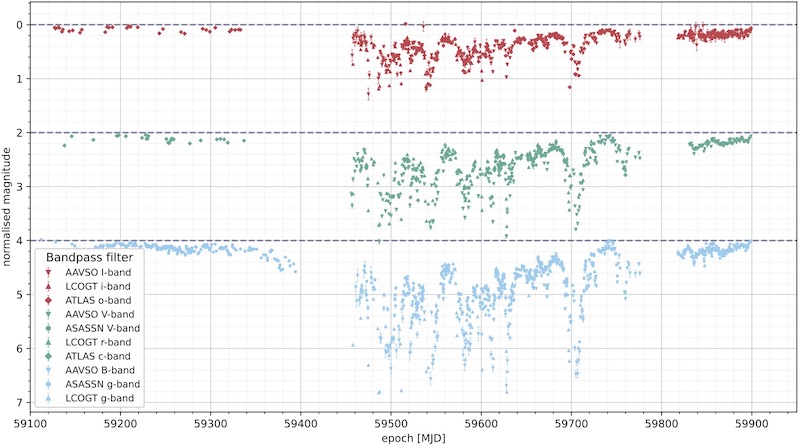 0
1
2
3
4
5
6
7
normalised magnitude
Bandpass filter
AAVSO I-band
LCOGT i-band
ATLAS o-band
AAVSO V-band
ASASSN V-band
LCOGT r-band
ATLAS c-band
AAVSO B-band
ASASSN g-band
LCOGT g-band
59100 59200 59300 59400 59500 59600 59700 59800 59900
epoch [MJD]